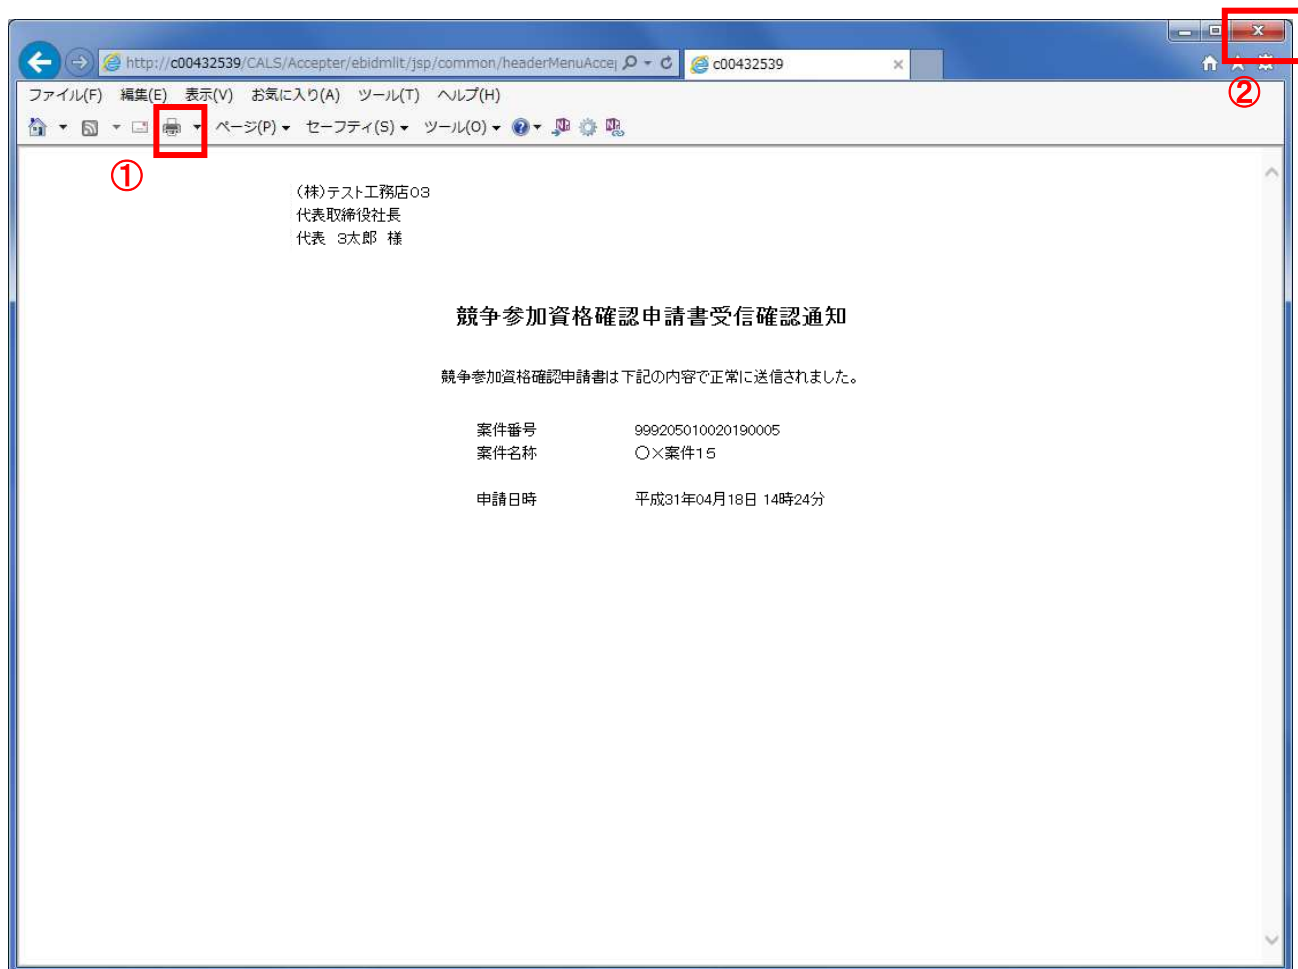 ②
http://c00432539/CALS/Accepter/ebidmlit/jsp/common/headerMenuAccep
c00432539
ファイル(F) 編集(E) 表示(V) お気に入り(A) ツール(T) ヘルプ(H)
ページ(P) セーフティ(S) ツール(O)
①
(株)テスト工務店03
代表取締役社長
代表 3太郎 様
競争参加資格確認申請書受信確認通知
競争参加資格確認申請書は下記の内容で正常に送信されました。
案件番号 999205010020190005
案件名称 〇×案件15
申請日時 平成31年04月18日 14時24分